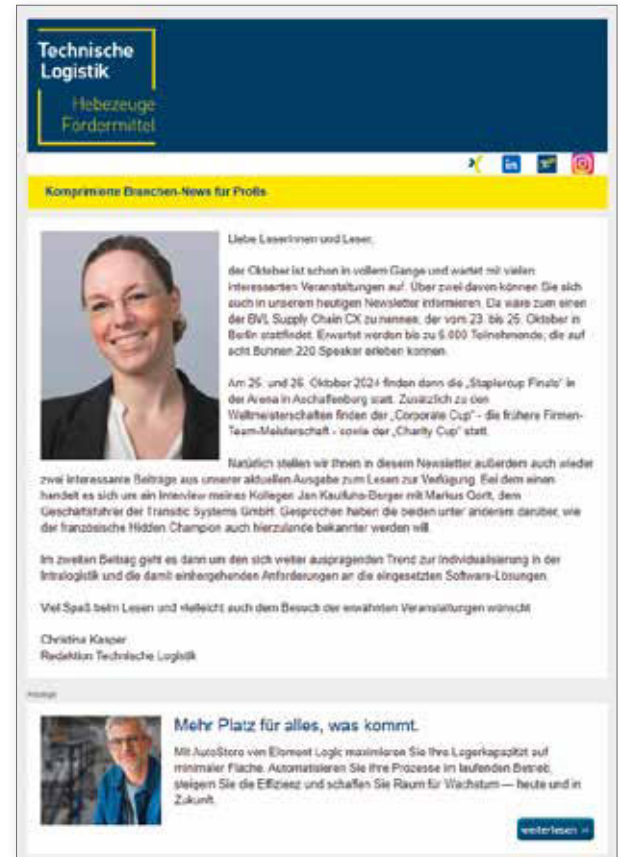 Technische
Logistik
Hebezeuge
Fördermittel
in
Komprimierte Branchen-News für Profis
Liebe Leserinnen und Leser,
der Oktober ist schon in vollem Gange und wartet mit vielen
interessanten Veranstaltungen auf. Über zwei davon können Sie sich
auch in unserem heutigen Newsletter informieren. Da wäre zum einen
der BVL Supply Chain CX zu nennen, der vom 23. bis 25. Oktober in
Berlin stattfindet. Erwartet werden bis zu Teilnehmende, die auf
acht Bühnen 220 Speaker erleben können.
Am 25. und 26. Oktober 2024 finden dann die „Staplercup Finals“ in
der Arena in Aschaffenburg statt. Zusätzlich zu den
Weltmeisterschaften finden der „Corporate Cup“ - die frühere Firmen-
Team-Meisterschaft - sowie der „Charity Cup“ statt.
Natürlich stellen wir Ihnen in diesem Newsletter außerdem auch wieder
zwei interessante Beiträge aus unserer aktuellen Ausgabe zum Lesen zur Verfügung. Bei dem einen
handelt es sich um ein Interview meines Kollegen Jan mit Markus dem
Geschäftsführer der Transitic Systems GmbH. Gesprochen haben die beiden unter anderem darüber, wie
der französische Hidden Champion auch hierzulande bekannter werden will.
Im zweiten Beitrag geht es dann um den sich weiter ausprägenden Trend zur Individualisierung in der
Intralogistik und die damit einhergehenden Anforderungen an die eingesetzten Software-Lösungen.
Viel Spaß beim Lesen und vielleicht auch dem Besuch der erwähnten Veranstaltungen wünscht
Christina Kasper
Redaktion Technische Logistik
Anzeige
Mehr Platz für alles, was kommt.
Mit AutoStore von Element Logic maximieren Sie Ihre Lagerkapazität auf
minimaler Fläche. Automatisieren Sie Ihre Prozesse im laufenden Betrieb,
steigern Sie die Effizienz und schaffen Sie Raum für Wachstum — heute und in
Zukunft.
weiterlesen »